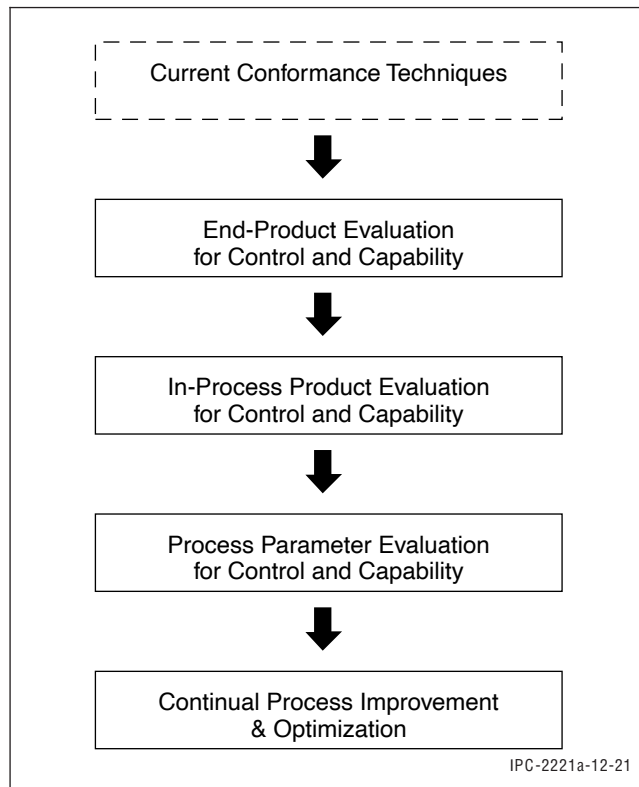 Current Conformance Techniques
End-Product Evaluation
for Control and Capability
In-Process Product Evaluation
for Control and Capability
Process Parameter Evaluation
for Control and Capability
Continual Process Improvement
& Optimization
IPC-2221a-12-21